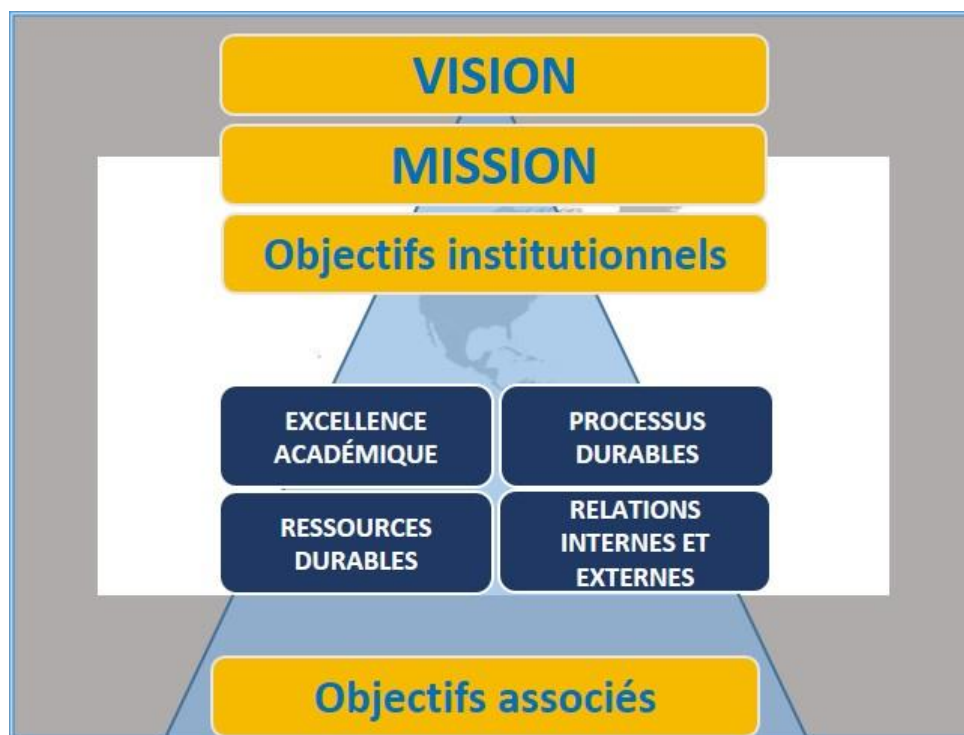 VISION
MISSION
Objectifs institutionnels
EXCELLENCE
ACADÉMIQUE
PROCESSUS
DURABLES
RESSOURCES
DURABLES
RELATIONS
INTERNES ET
EXTERNES
Objectifs associés